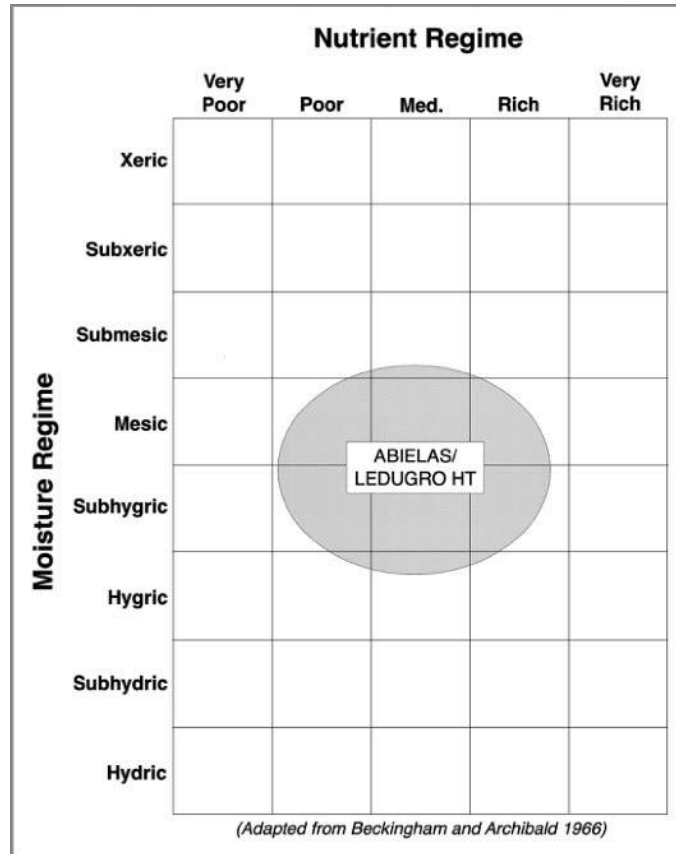 Nutrient Regime
Very
Poor
Poor
Med.
Rich
Very
Rich
Moisture Regime
Xeric
Subxeric
Submesic
Mesic
Subhygric
Hygric
Subhydric
Hydric
ABIELAS/
LEDUGRO HT
(Adapted from Beckingham and Archibald 1966)